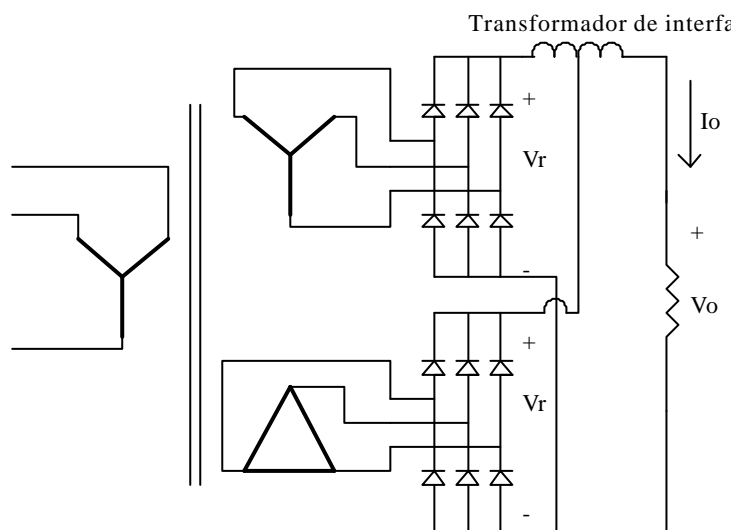 Transformador de interfa
+
Vr
-
Io
+
Vo
+
Vr
-